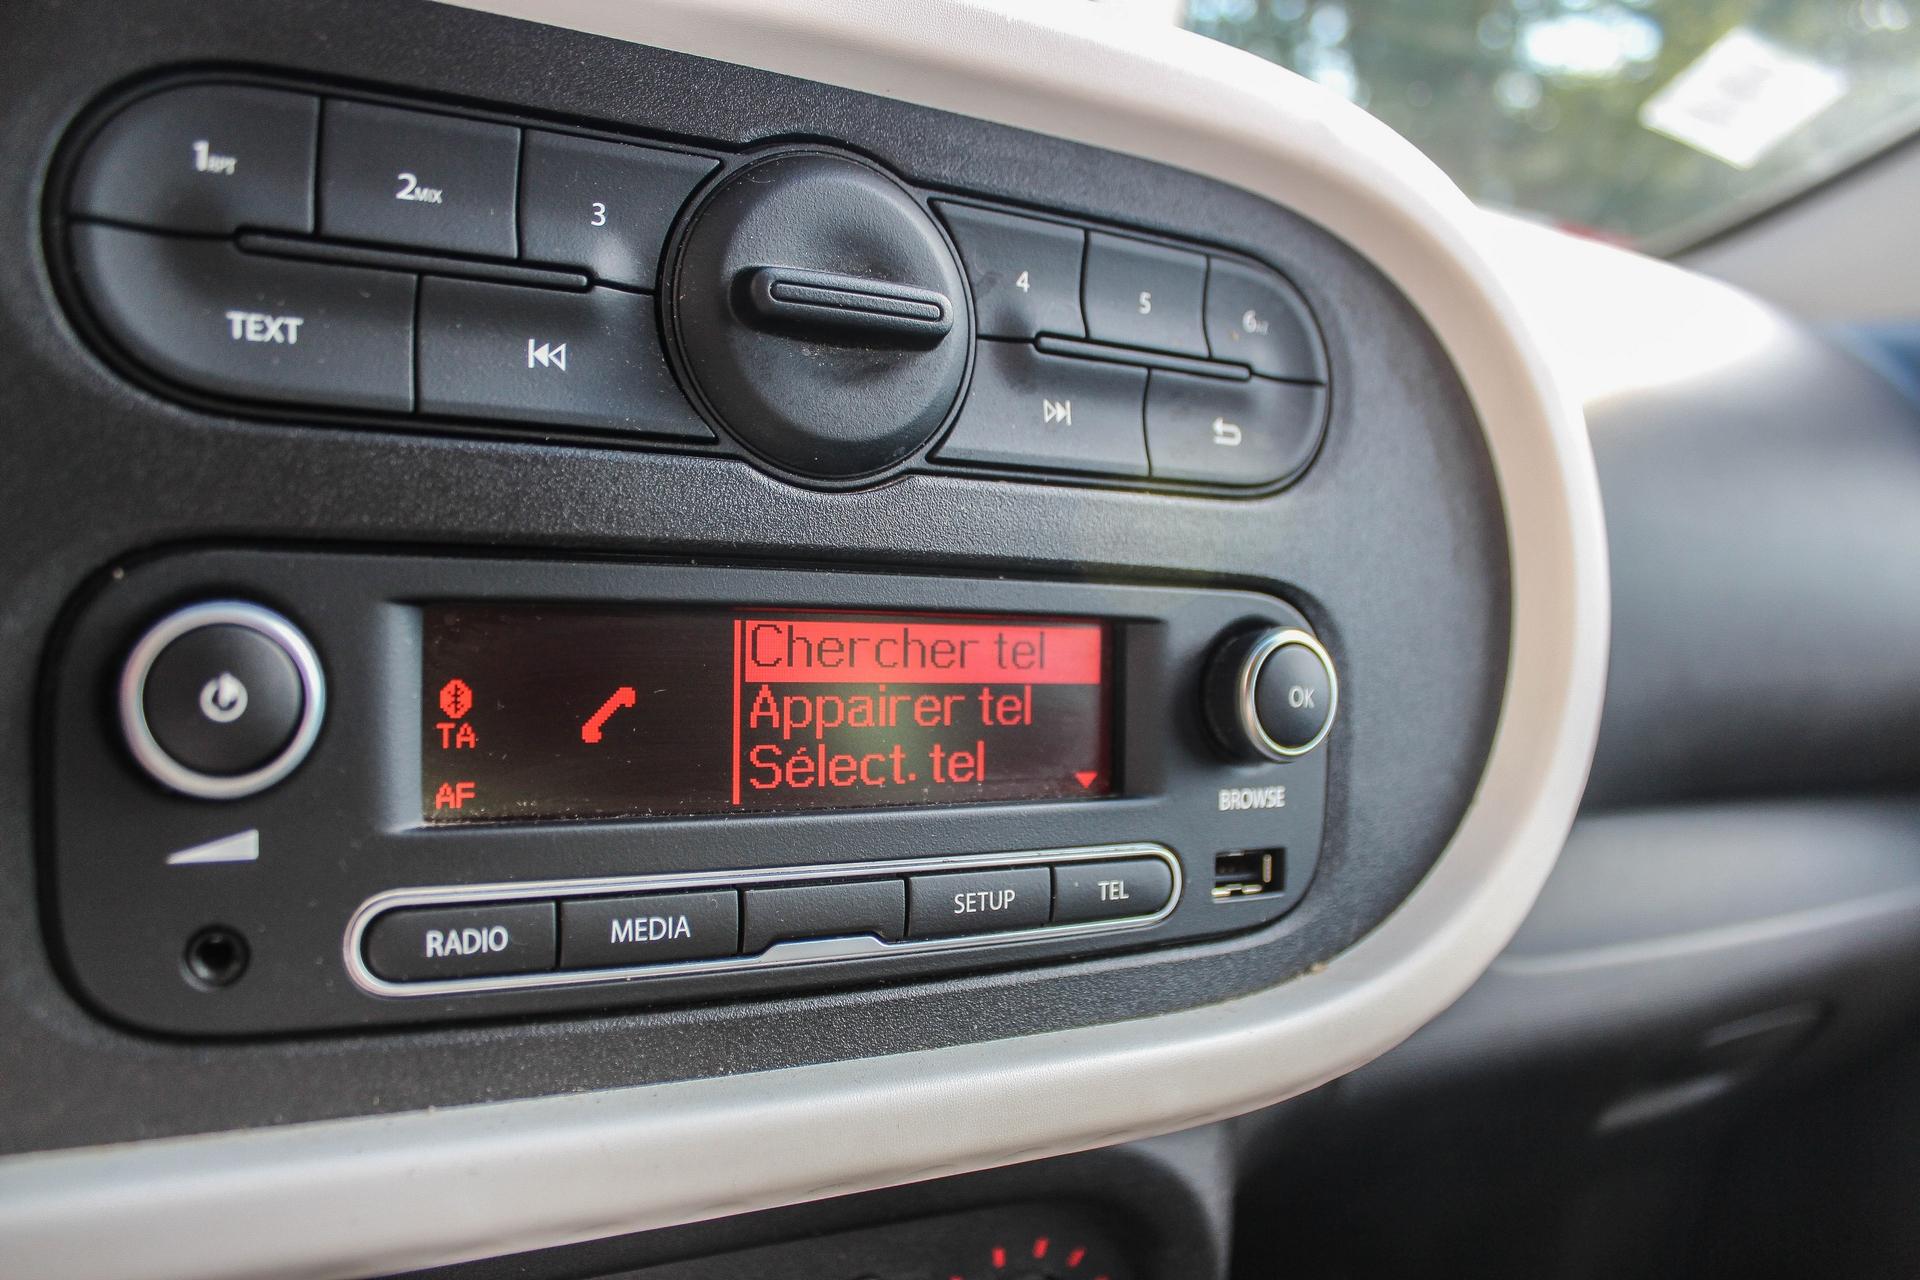 1RPT
2MIX
3
4
5
6
TEXT
Chercher tel
Appairer tel
Sélect. tel
TA
AF
OK
BROWSE
RADIO
MEDIA
SETUP
TEL